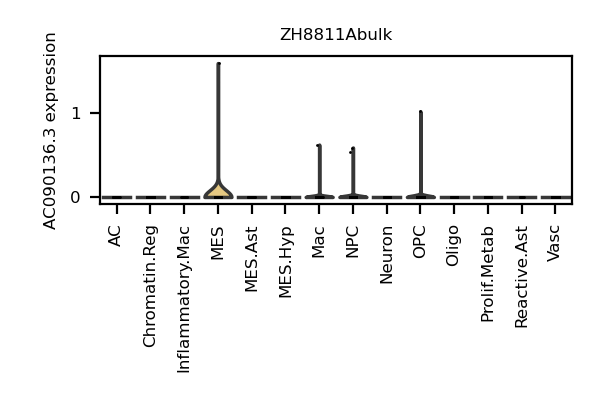 ZH8811Abulk
AC090136.3 expression
1
0
AC
Chromatin.Reg
Inflammatory.Mac
MES
MES.Ast
MES.Hyp
Mac
NPC
Neuron
OPC
Oligo
Prolif.Metab
Reactive.Ast
Vasc